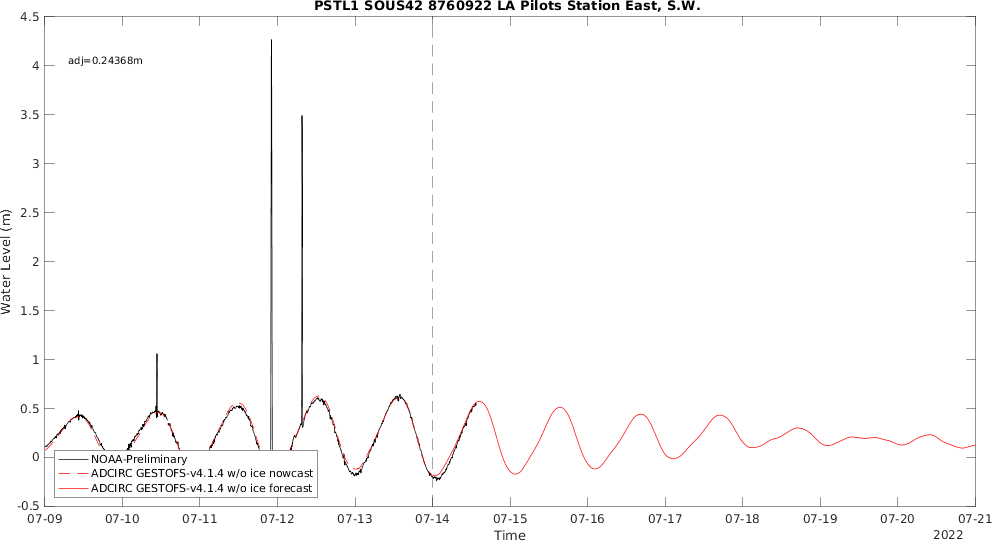 PSTL1 SOUS42 8760922 LA Pilots Station East, S.W.
4.5
4
3.5
3
2.5
2
1.5
1
0.5
0
-0.5
Water Level (m)
adj=0.24368m
NOAA-Preliminary
ADCIRC GESTOFS-v4.1.4 w/o ice nowcast
ADCIRC GESTOFS-v4.1.4 w/o ice forecast
07-09 07-10 07-11 07-12 07-13 07-14 07-15 07-16 07-17 07-18 07-19 07-20 07-21
Time
2022